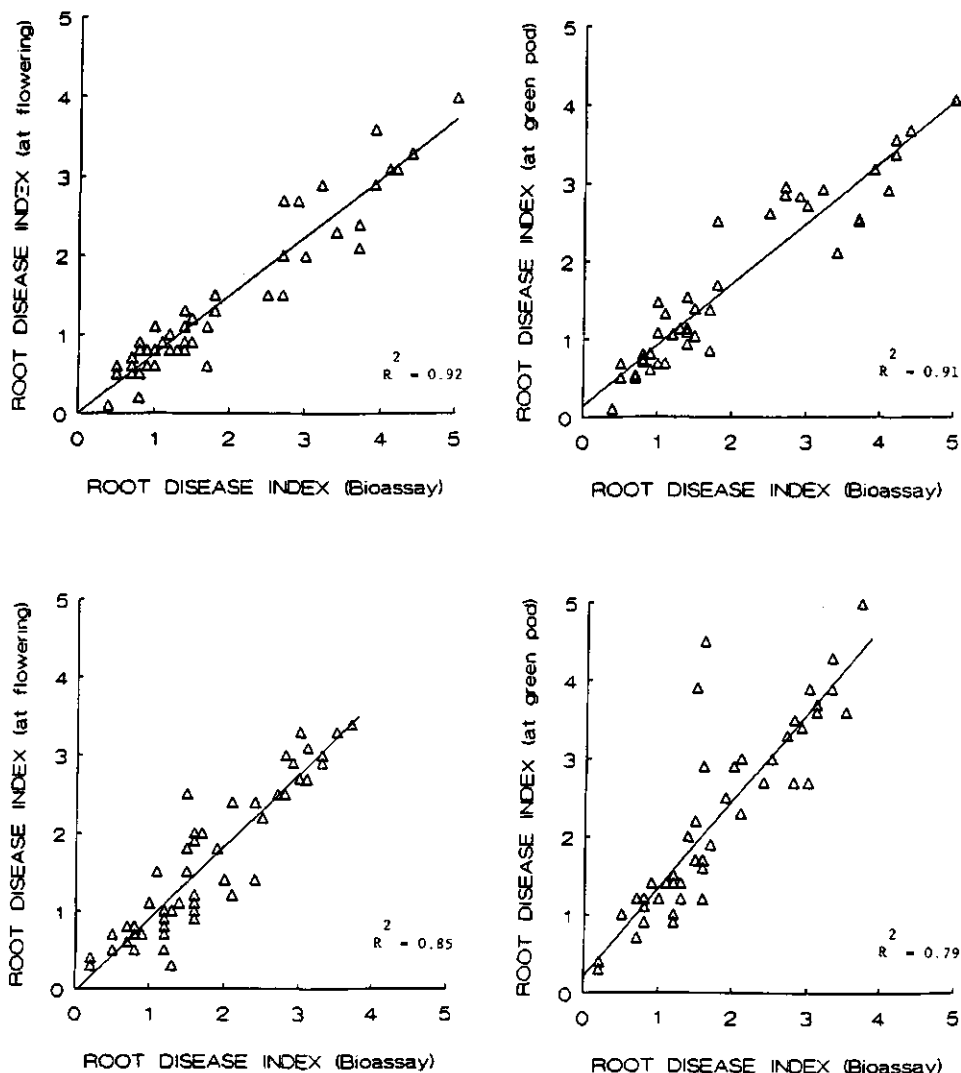 ROOT DISEASE INDEX (at flowering)
5
4
3
2
1
0
R² = 0.92
0 1 2 3 4 5
ROOT DISEASE INDEX (Bioassay)
ROOT DISEASE INDEX (at green pod)
5
4
3
2
1
0
R² = 0.91
0 1 2 3 4 5
ROOT DISEASE INDEX (Bioassay)
ROOT DISEASE INDEX (at flowering)
5
4
3
2
1
0
R² = 0.85
0 1 2 3 4 5
ROOT DISEASE INDEX (Bioassay)
ROOT DISEASE INDEX (at green pod)
5
4
3
2
1
0
R² = 0.79
0 1 2 3 4 5
ROOT DISEASE INDEX (Bioassay)